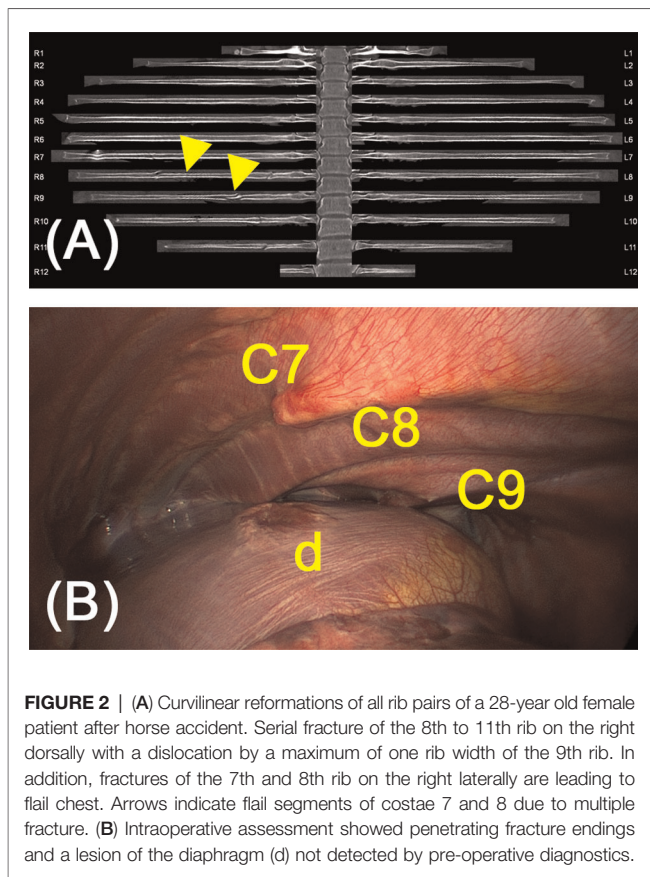 R1 L1
R2 L2
R3 L3
R4 L4
R5 L5
R6 L6
R7 L7
R8 L8
R9 L9
R10 L10
R11 L11
R12 L12
(A)
C7
C8
C9
d
(B)
FIGURE 2 | (A) Curvilinear reformations of all rib pairs of a 28-year old female
patient after horse accident. Serial fracture of the 8th to 11th rib on the right
dorsally with a dislocation by a maximum of one rib width of the 9th rib. In
addition, fractures of the 7th and 8th rib on the right laterally are leading to
flail chest. Arrows indicate flail segments of costae 7 and 8 due to multiple
fracture. (B) Intraoperative assessment showed penetrating fracture endings
and a lesion of the diaphragm (d) not detected by pre-operative diagnostics.